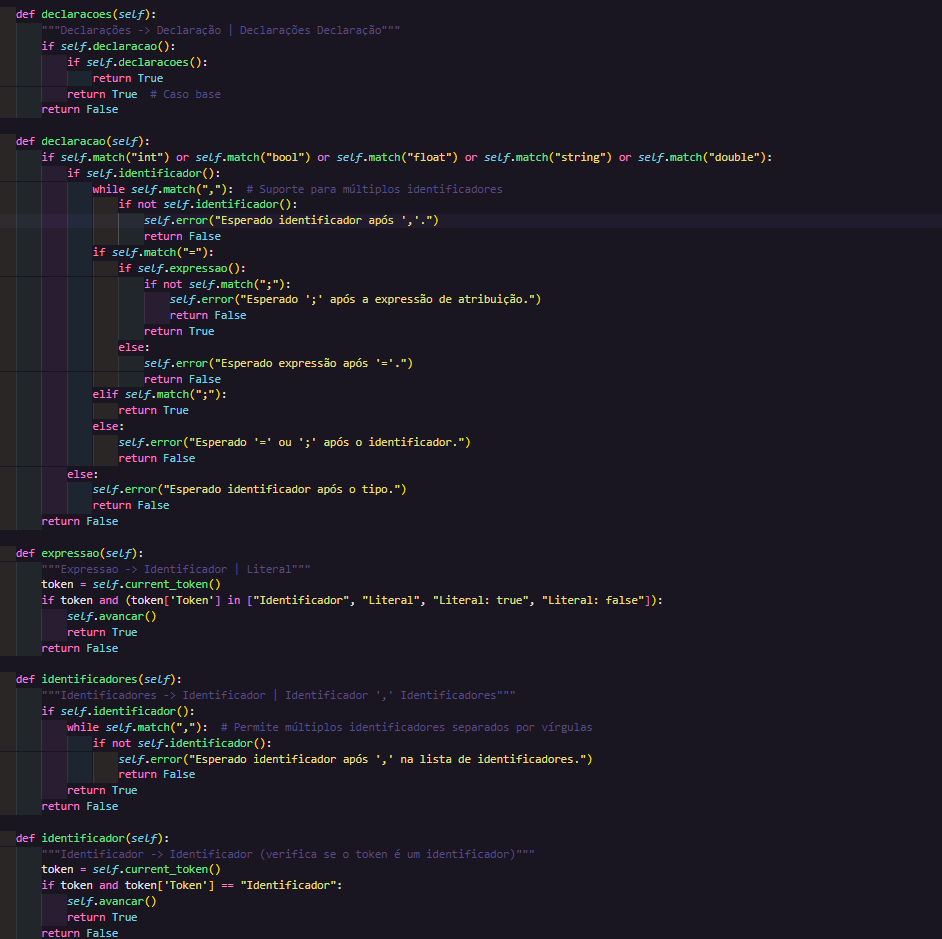 def declaracoes(self):
    """Declarações -> Declaração | Declarações Declaração"""
    if self.declaracao():
        if self.declaracoes():
            return True
        return True  # Caso base
    return False

def declaracao(self):
    if self.match("int") or self.match("bool") or self.match("float") or self.match("string") or self.match("double"):
        if self.identificador():
            while self.match(","):  # Suporte para múltiplos identificadores
                if not self.identificador():
                    self.error("Esperado identificador após ','.")
                    return False
            if self.match("="):
                if self.expressao():
                    if not self.match(";"):
                        self.error("Esperado ';' após a expressão de atribuição.")
                        return False
                    return True
                else:
                    self.error("Esperado expressão após '='.")
                    return False
            elif self.match(";"):
                return True
            else:
                self.error("Esperado '=' ou ';' após o identificador.")
                return False
        else:
            self.error("Esperado identificador após o tipo.")
            return False
    return False

def expressao(self):
    """Expressao -> Identificador | Literal"""
    token = self.current_token()
    if token and (token['Token'] in ["Identificador", "Literal", "Literal: true", "Literal: false"]):
        self.avancar()
        return True
    return False

def identificadores(self):
    """Identificadores -> Identificador | Identificador ',' Identificadores"""
    if self.identificador():
        while self.match(","):  # Permite múltiplos identificadores separados por vírgulas
            if not self.identificador():
                self.error("Esperado identificador após ',' na lista de identificadores.")
                return False
        return True
    return False

def identificador(self):
    """Identificador -> Identificador (verifica se o token é um identificador)"""
    token = self.current_token()
    if token and token['Token'] == "Identificador":
        self.avancar()
        return True
    return False